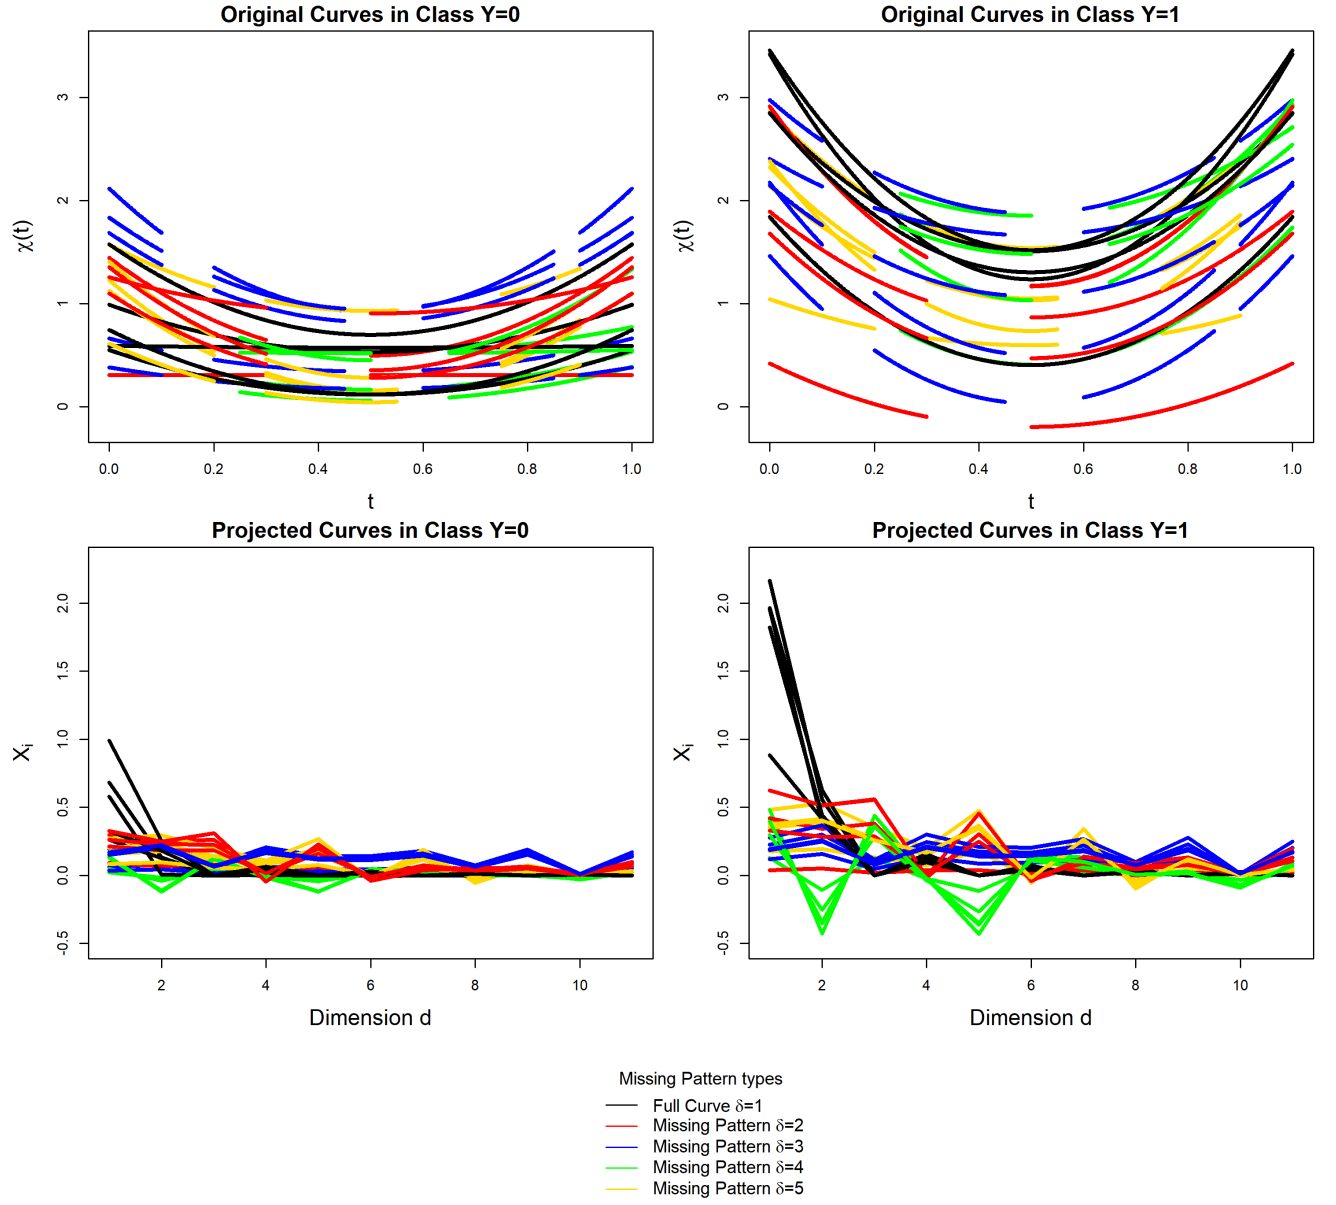 Original Curves in Class Y=0
χ(t)
3
2
1
0
0.0 0.2 0.4 0.6 0.8 1.0
t
Original Curves in Class Y=1
χ(t)
3
2
1
0
0.0 0.2 0.4 0.6 0.8 1.0
t
Projected Curves in Class Y=0
Xi
2.0
1.5
1.0
0.5
0.0
-0.5
2 4 6 8 10
Dimension d
Projected Curves in Class Y=1
Xi
2.0
1.5
1.0
0.5
0.0
-0.5
2 4 6 8 10
Dimension d
Missing Pattern types
Full Curve δ=1
Missing Pattern δ=2
Missing Pattern δ=3
Missing Pattern δ=4
Missing Pattern δ=5